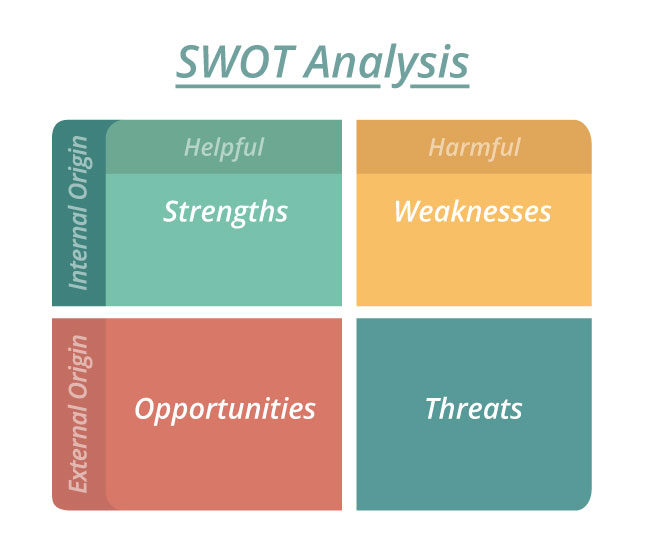 SWOT Analysis
Helpful
Harmful
Internal Origin
Strengths
Weaknesses
External Origin
Opportunities
Threats